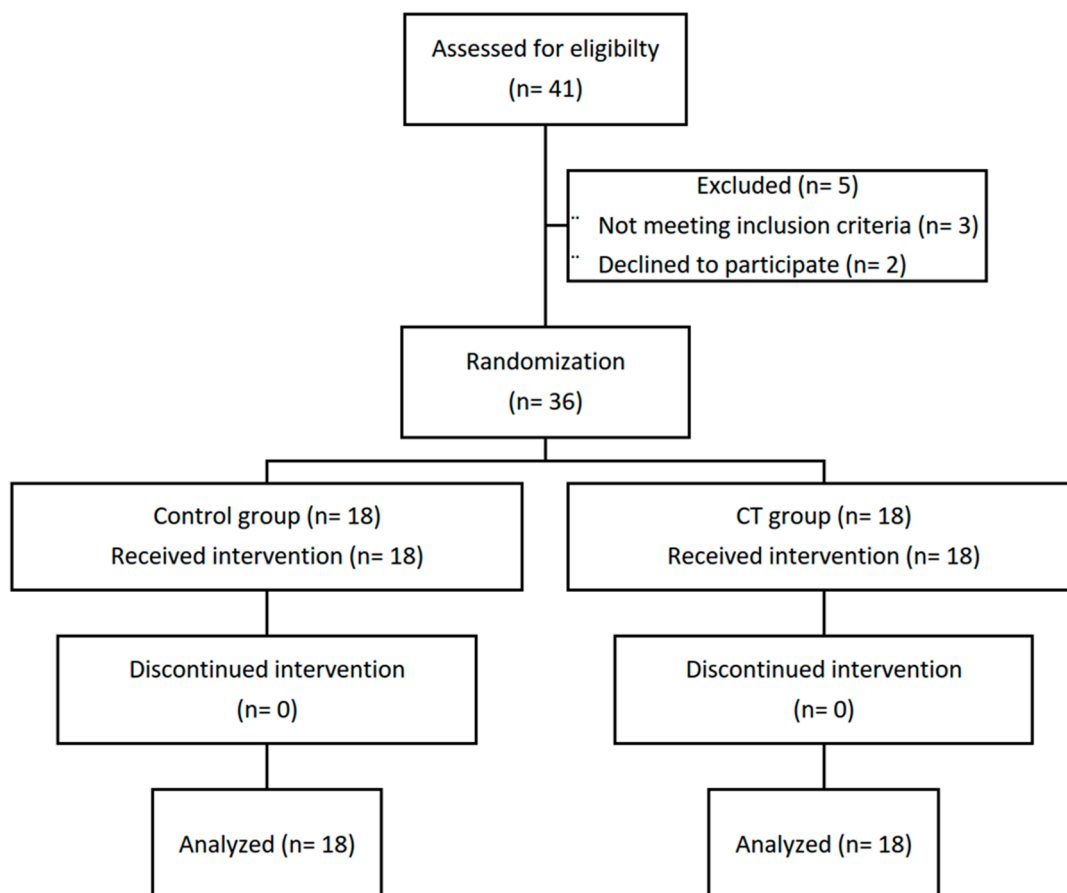 Assessed for eligibilty
(n= 41)
Excluded (n= 5)
¨ Not meeting inclusion criteria (n= 3)
¨ Declined to participate (n= 2)
Randomization
(n= 36)
Control group (n= 18)
Received intervention (n= 18)
CT group (n= 18)
Received intervention (n= 18)
Discontinued intervention
(n= 0)
Discontinued intervention
(n= 0)
Analyzed (n= 18)
Analyzed (n= 18)